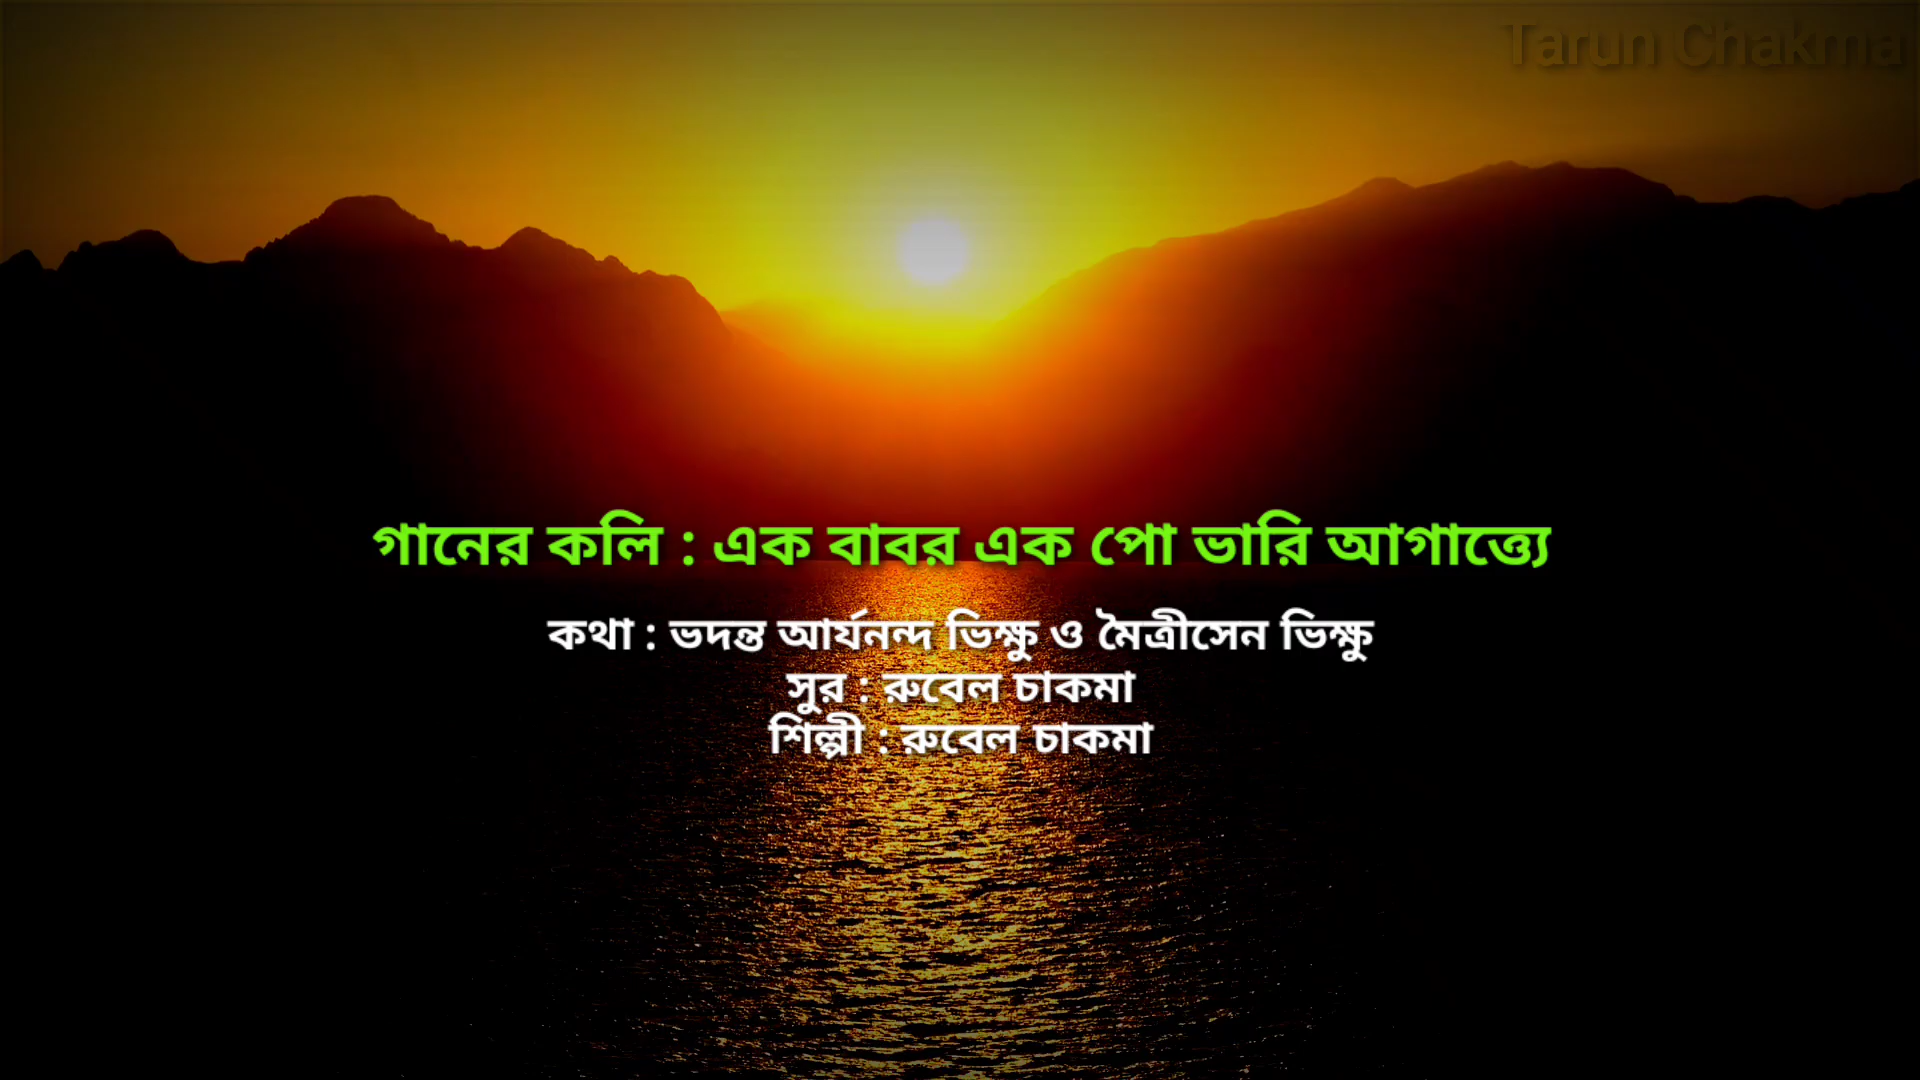 Tarun Chakma
গানের কলি : এক বাবর এক পো ভারি আগাত্ত্যে
কথা : ভদন্ত আর্যনন্দ ভিক্ষু ও মৈত্রীসেন ভিক্ষু
সুর : রুবেল চাকমা
শিল্পী : রুবেল চাকমা